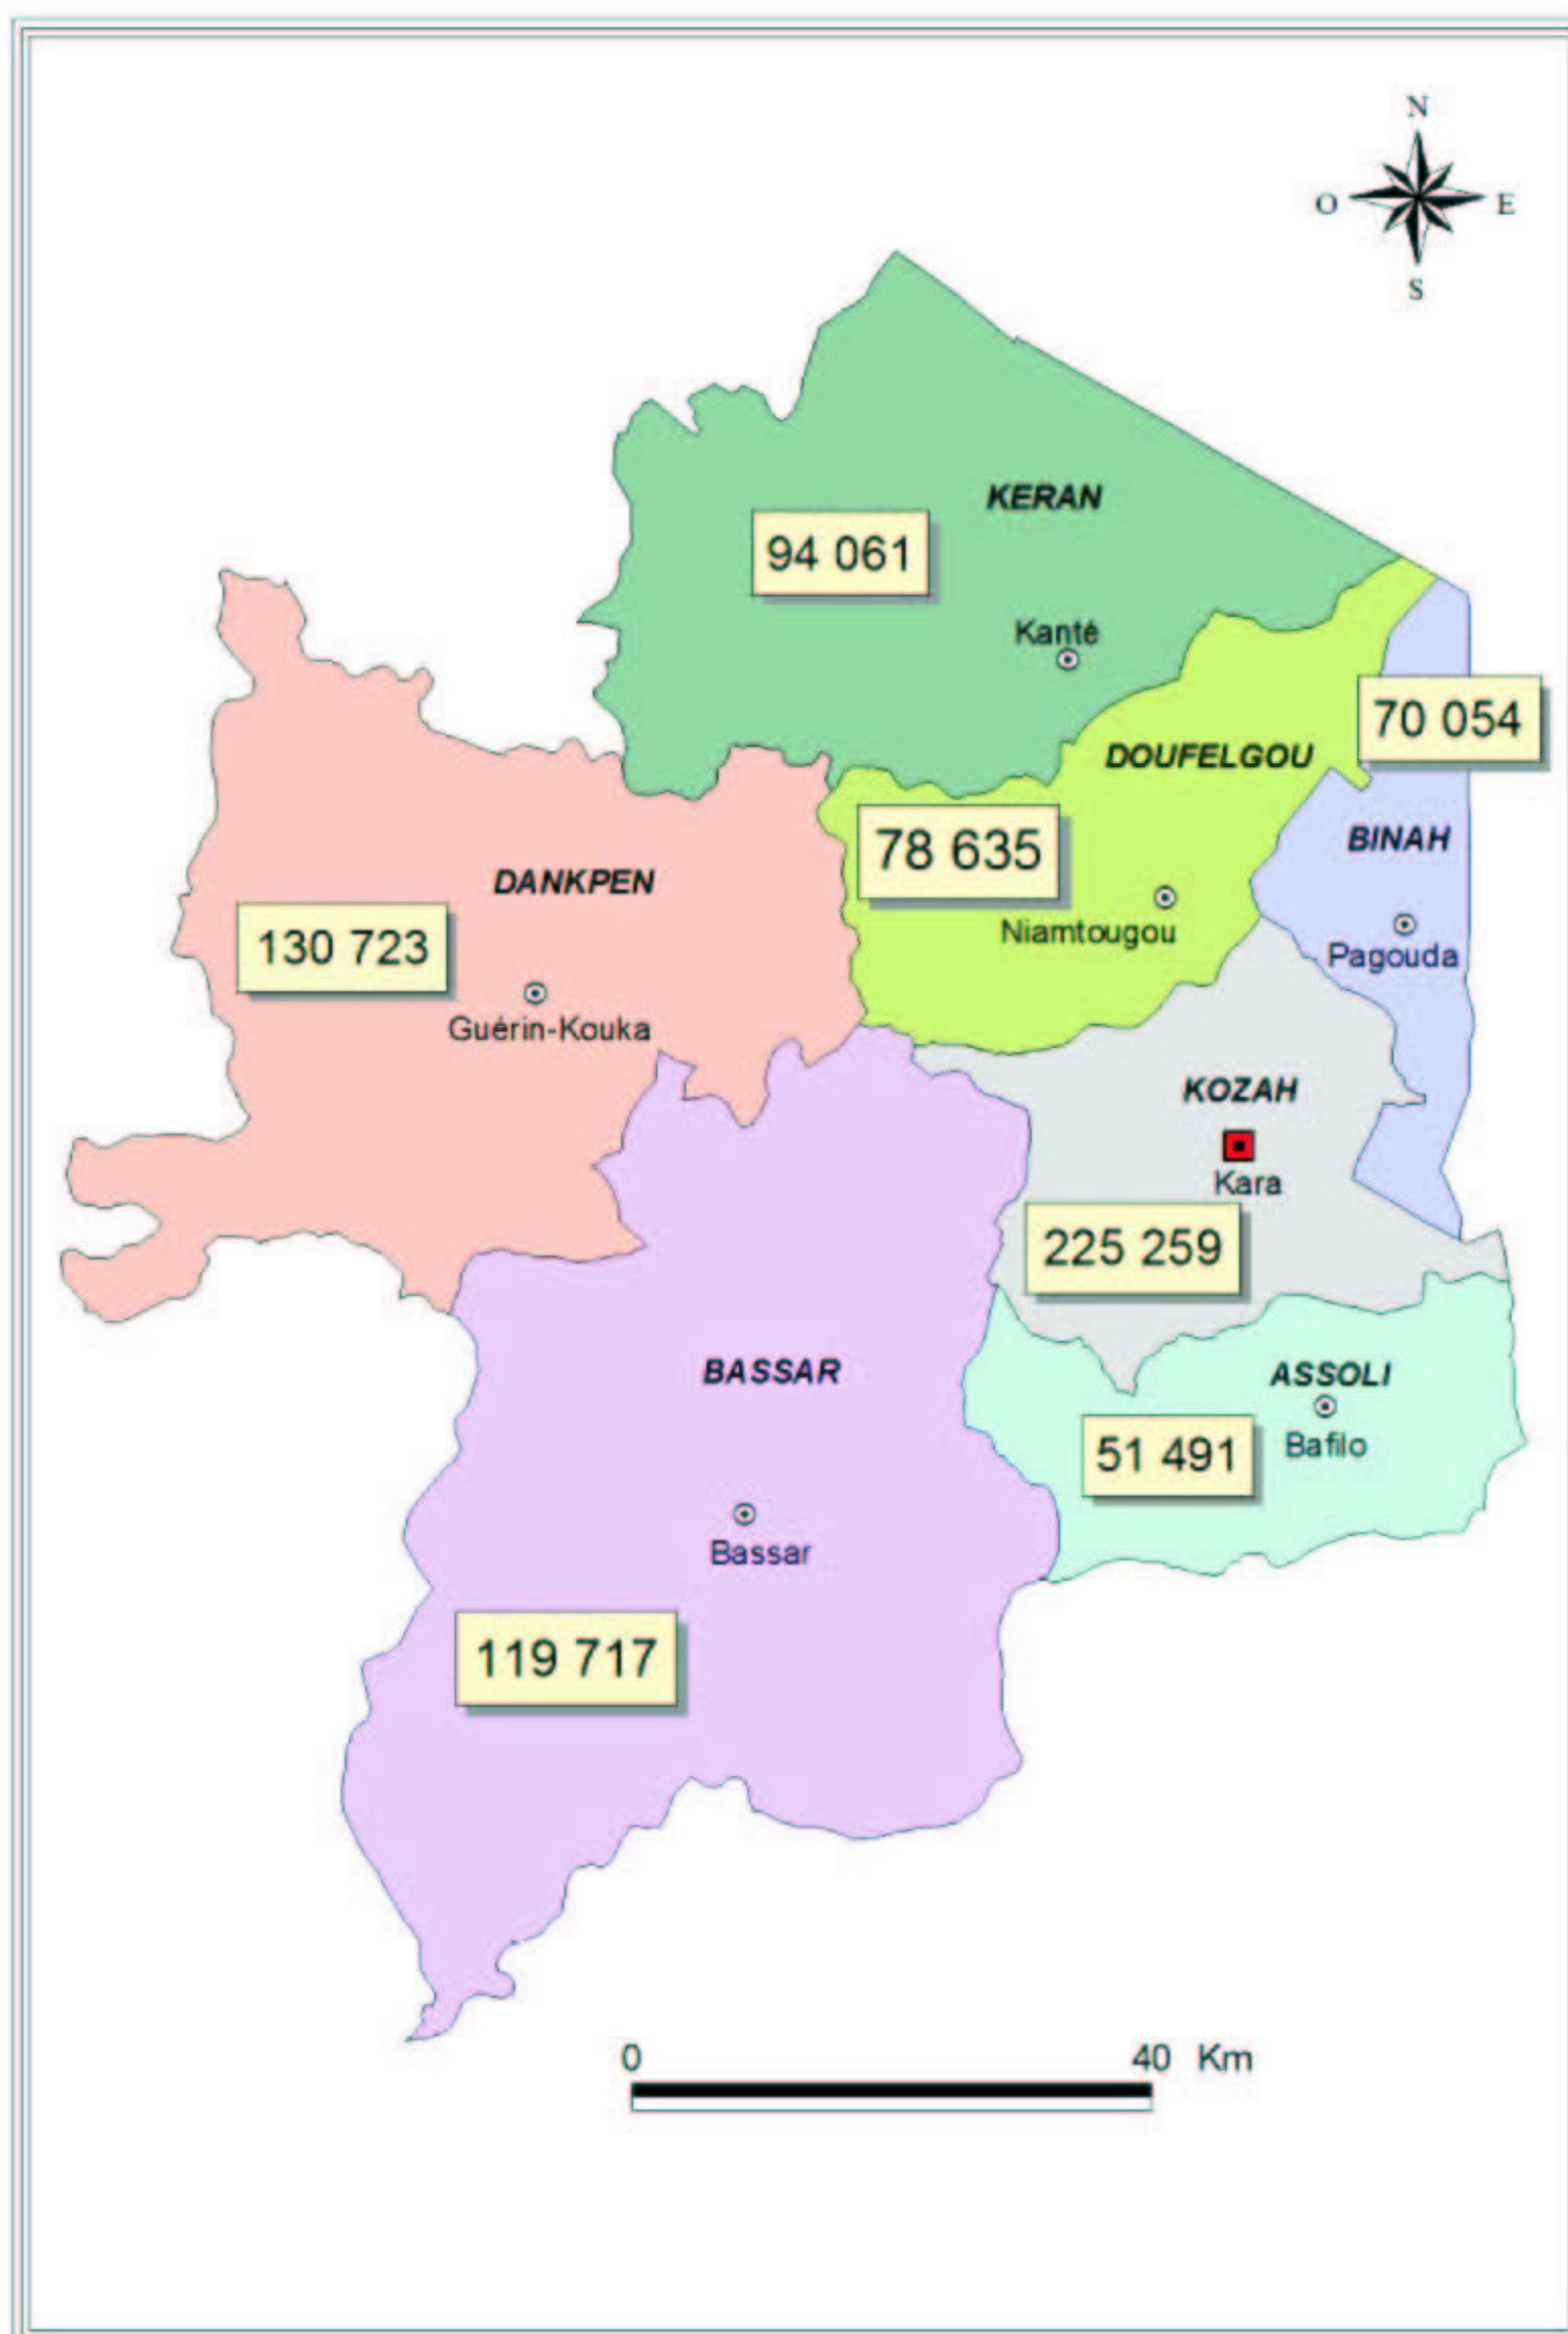 N
O E
S
KERAN
94 061
Kanté
70 054
DOUFELGOU
78 635
BINAH
DANKPEN
130 723
Niamtougou
Pagouda
Guérin-Kouka
KOZAH
Kara
225 259
BASSAR
ASSOLI
51 491
Bafilo
Bassar
119 717
0 40 Km